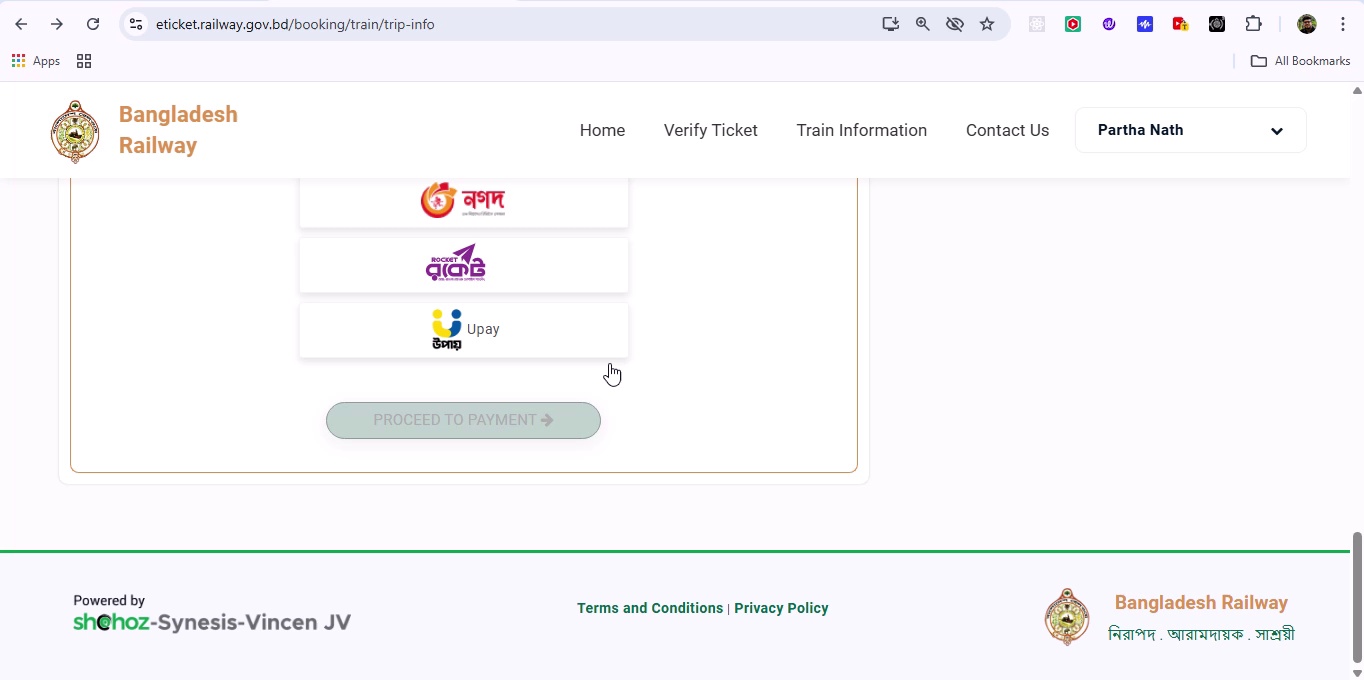 eticket.railway.gov.bd/booking/train/trip-info
Apps
All Bookmarks
Bangladesh
Railway
Home
Verify Ticket
Train Information
Contact Us
Partha Nath
নগদ
ROCKET
রকেট
উপায়
Upay
PROCEED TO PAYMENT
Powered by
shohoz-Synesis-Vincen JV
Terms and Conditions | Privacy Policy
Bangladesh Railway
নিরাপদ . আরামদায়ক . সাশ্রয়ী